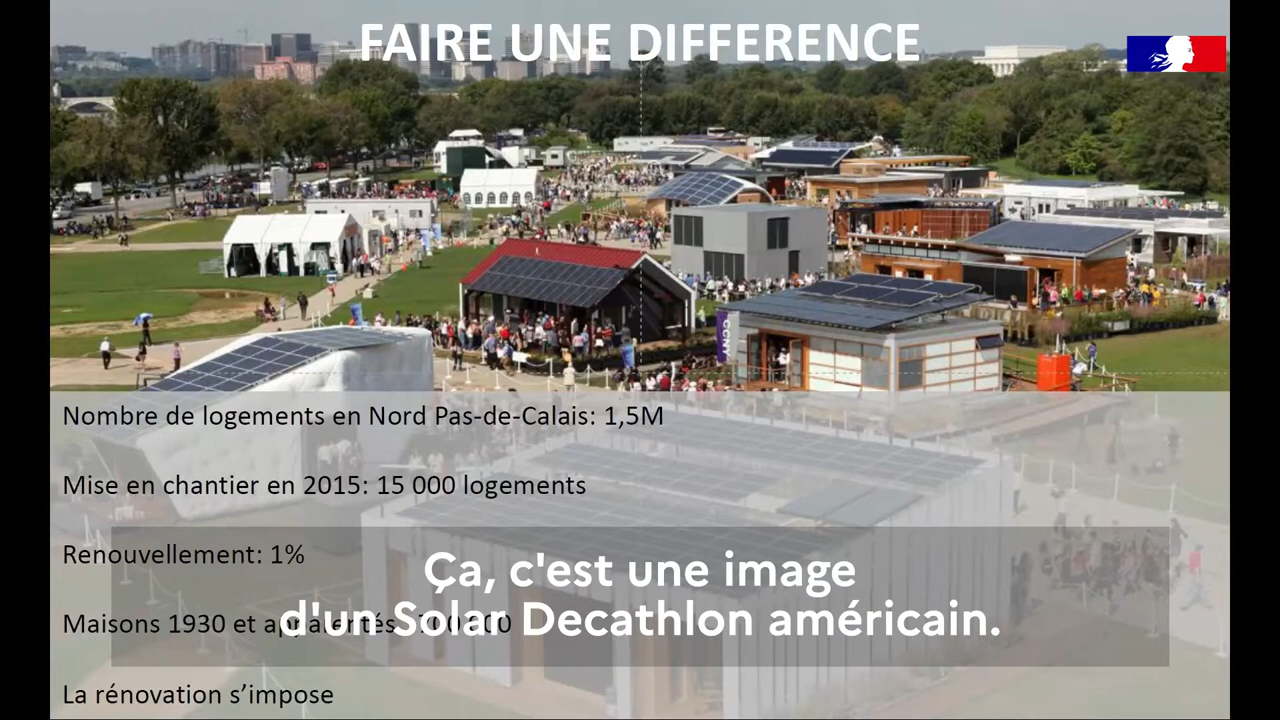 FAIRE UNE DIFFERENCE
CCNY
Nombre de logements en Nord Pas-de-Calais: 1,5M
Mise en chantier en 2015: 15 000 logements
Renouvellement: 1%
Ça, c'est une image
d'un Solar Decathlon américain.
Maisons 1930 et
La rénovation s’impose